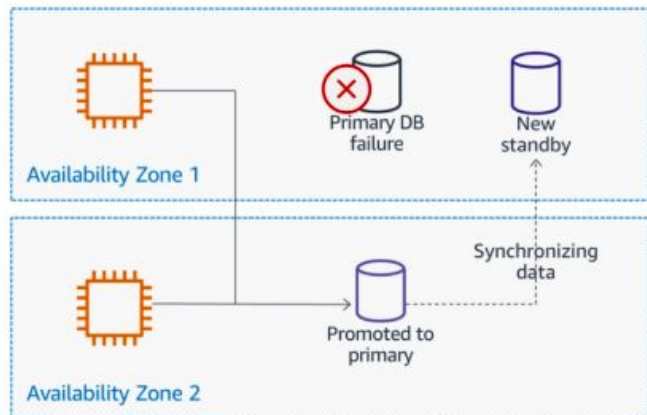 Primary DB
failure
New
standby
Availability Zone 1
Synchronizing
data
Promoted to
primary
Availability Zone 2